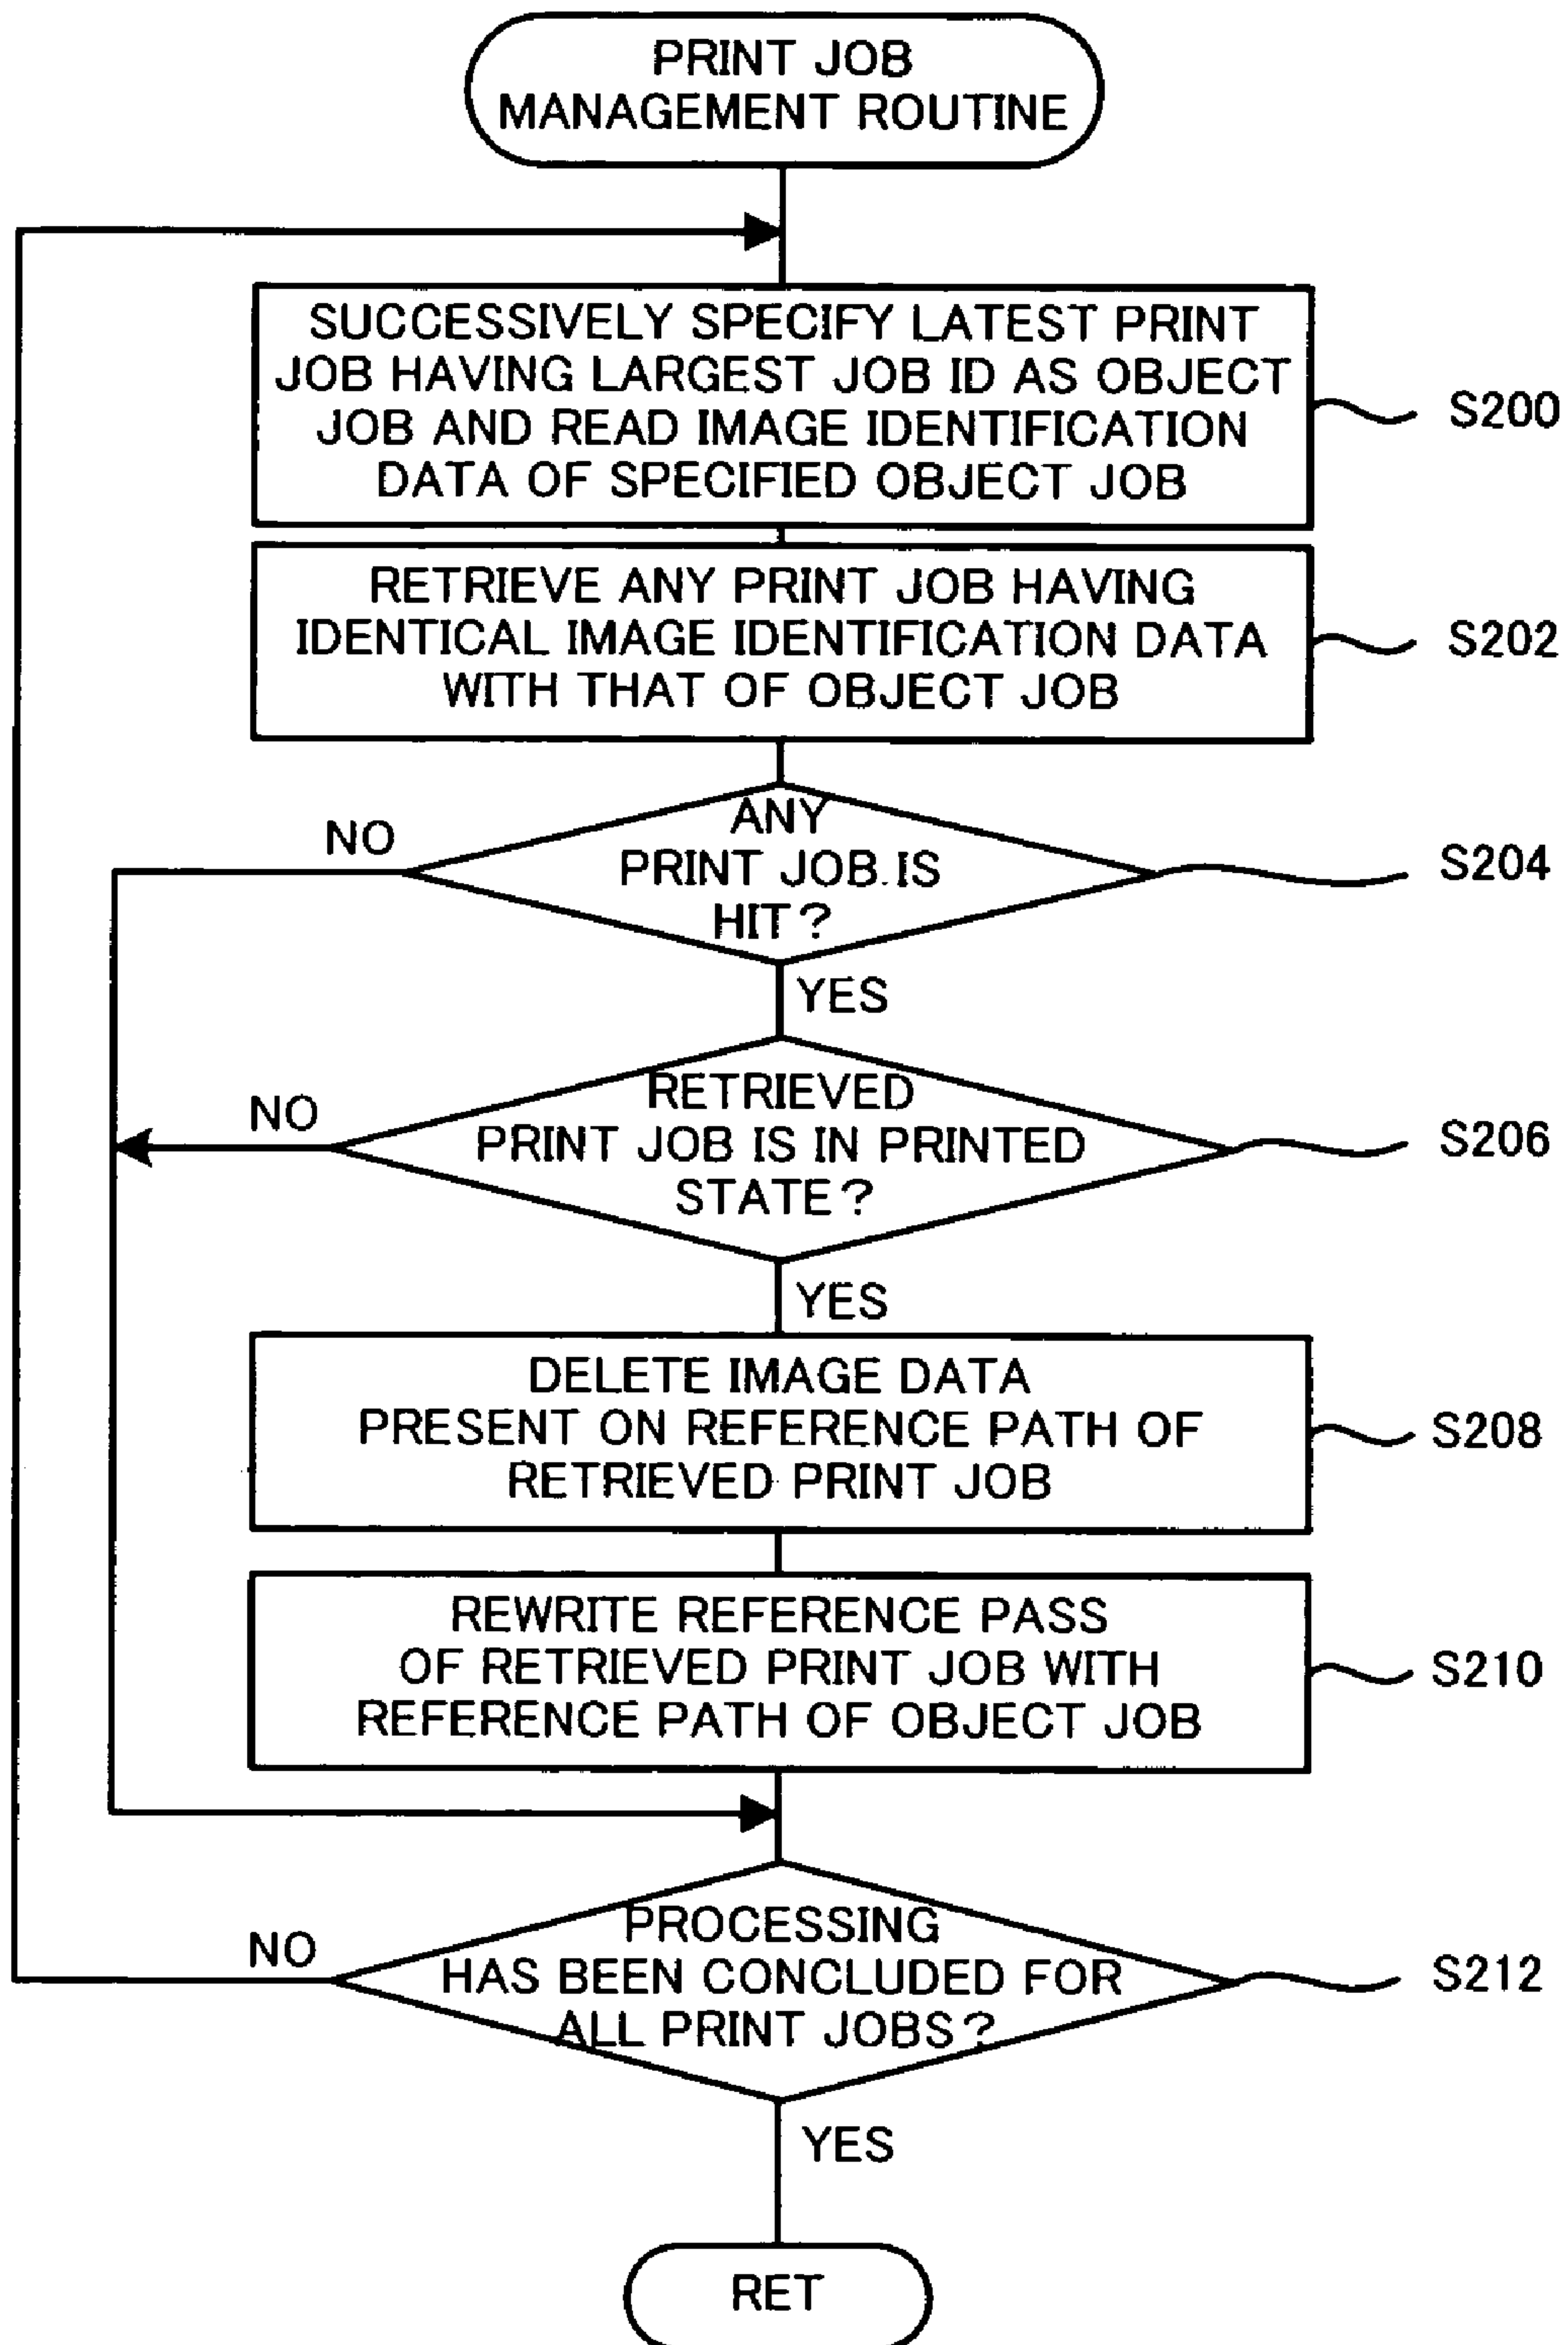 PRINT JOB
MANAGEMENT ROUTINE
SUCCESSIVELY SPECIFY LATEST PRINT
JOB HAVING LARGEST JOB ID AS OBJECT
JOB AND READ IMAGE IDENTIFICATION
DATA OF SPECIFIED OBJECT JOB
S200
RETRIEVE ANY PRINT JOB HAVING
IDENTICAL IMAGE IDENTIFICATION DATA
WITH THAT OF OBJECT JOB
S202
ANY
PRINT JOB IS
HIT?
NO
S204
YES
RETRIEVED
PRINT JOB IS IN PRINTED
STATE?
NO
S206
YES
DELETE IMAGE DATA
PRESENT ON REFERENCE PATH OF
RETRIEVED PRINT JOB
S208
REWRITE REFERENCE PASS
OF RETRIEVED PRINT JOB WITH
REFERENCE PATH OF OBJECT JOB
S210
PROCESSING
HAS BEEN CONCLUDED FOR
ALL PRINT JOBS?
NO
S212
YES
RET